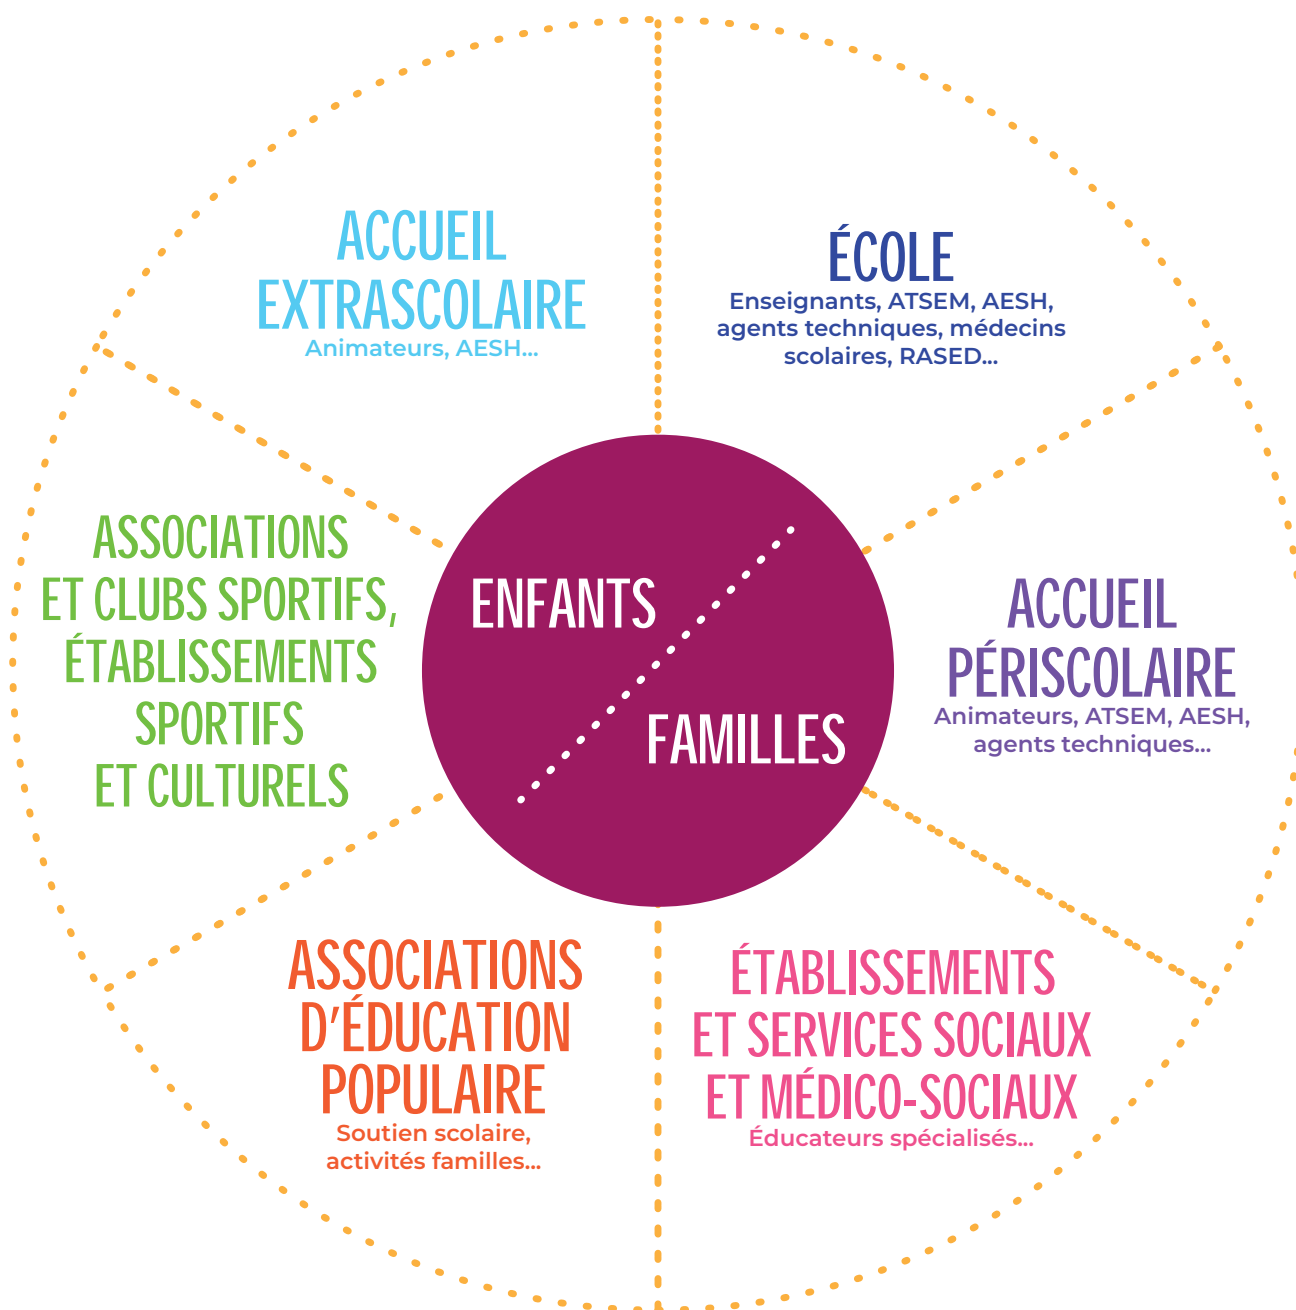 ACCUEIL
EXTRASCOLAIRE
Animateurs, AESH...
ÉCOLE
Enseignants, ATSEM, AESH,
agents techniques, médecins
scolaires, RASED...
ASSOCIATIONS
ET CLUBS SPORTIFS,
ÉTABLISSEMENTS
SPORTIFS
ET CULTURELS
ENFANTS
FAMILLES
ACCUEIL
PÉRISCOLAIRE
Animateurs, ATSEM, AESH,
agents techniques...
ASSOCIATIONS
D’ÉDUCATION
POPULAIRE
Soutien scolaire,
activités familles...
ÉTABLISSEMENTS
ET SERVICES SOCIAUX
ET MÉDICO-SOCIAUX
Éducateurs spécialisés...